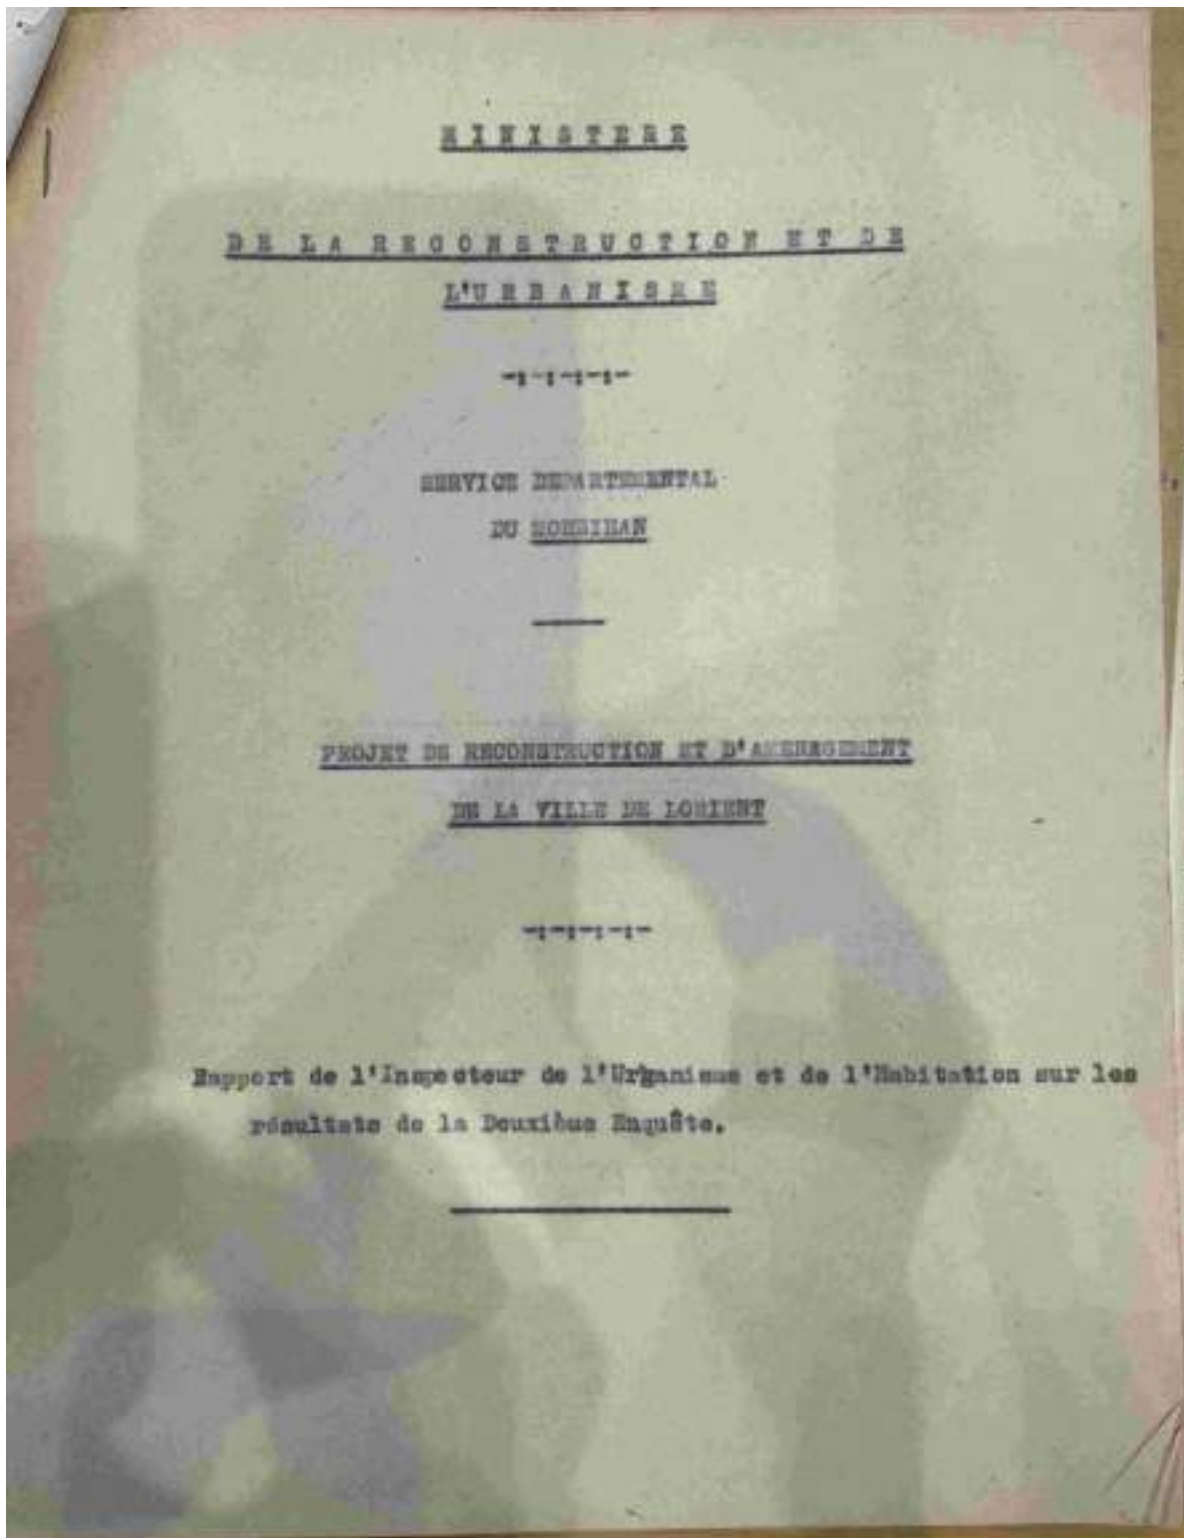 MINISTERE
DE LA RECONSTRUCTION ET DE
L'URBANISME
-:-:-:-:-
SERVICE DEPARTEMENTAL
DU MORBIHAN
PROJET DE RECONSTRUCTION ET D'AMENAGEMENT
DE LA VILLE DE LORIENT
-:-:-:-:-
Rapport de l'Inspecteur de l'Urbanisme et de l'Habitation sur les
résultats de la Deuxième Enquête.